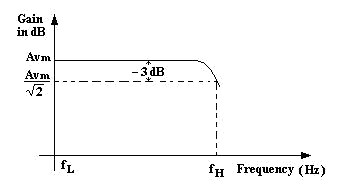 Gain
in dB
Avm
Avm
√2
– 3 dB
fL
fH
Frequency (Hz)